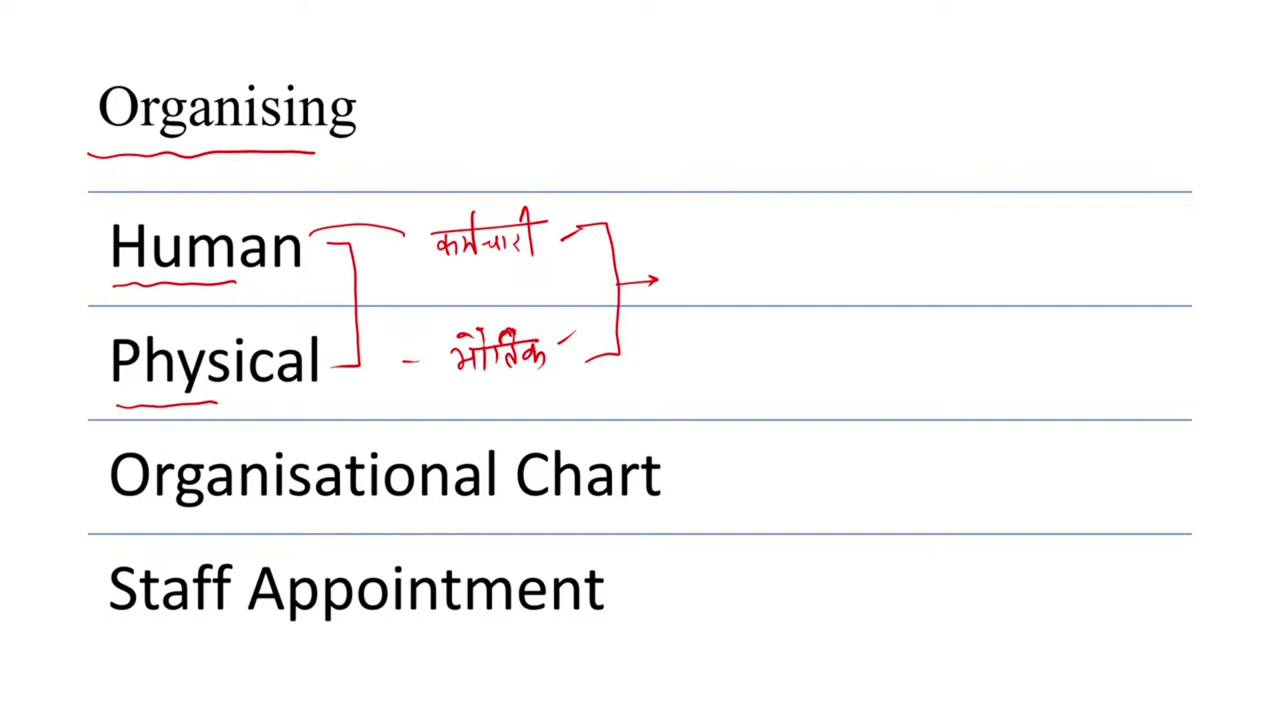 Organising
Human कर्मचारी
Physical - भौतिक
Organisational Chart
Staff Appointment